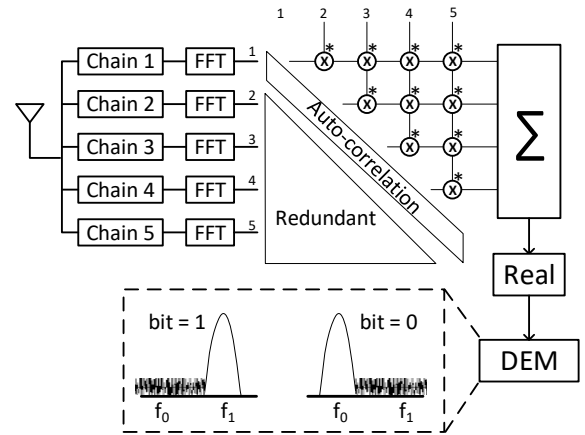 1 2 3 4 5
Chain 1 FFT 1
X * X * X * X *
Chain 2 FFT 2
X * X * X *
Chain 3 FFT 3
X * X *
Chain 4 FFT 4
X *
Chain 5 FFT 5
Auto-correlation
Redundant
Σ
Real
DEM
bit = 1 bit = 0
f₀ f₁ f₀ f₁